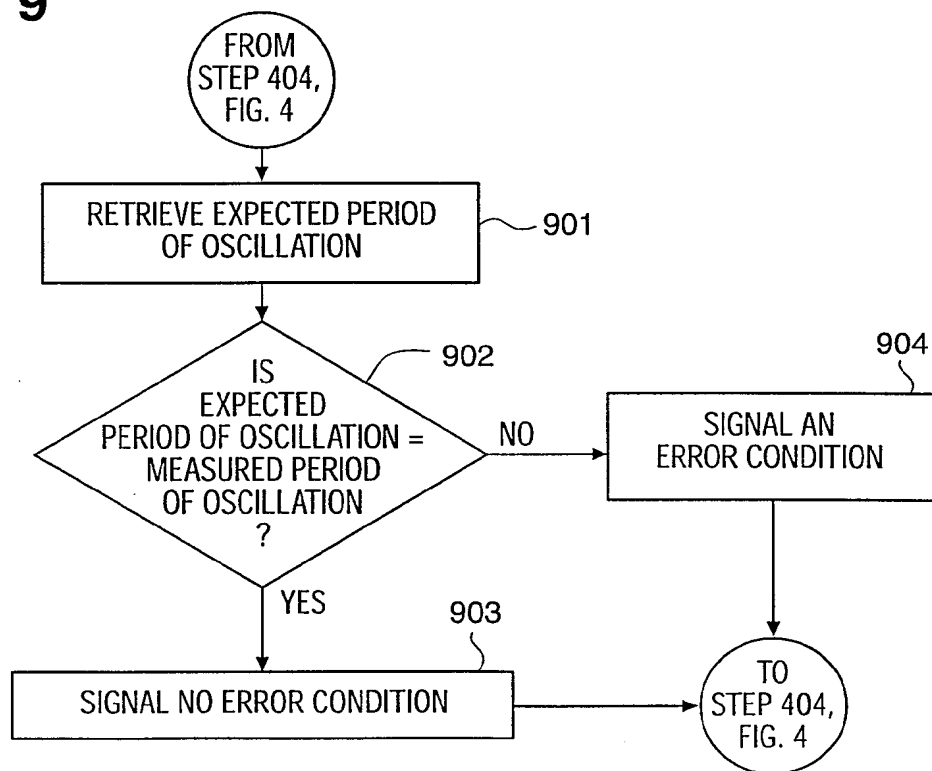 9
FROM
STEP 404,
FIG. 4
RETRIEVE EXPECTED PERIOD
OF OSCILLATION
901
902
IS
EXPECTED
PERIOD OF OSCILLATION =
MEASURED PERIOD
OF OSCILLATION
?
NO
904
SIGNAL AN
ERROR CONDITION
YES
903
SIGNAL NO ERROR CONDITION
TO
STEP 404,
FIG. 4